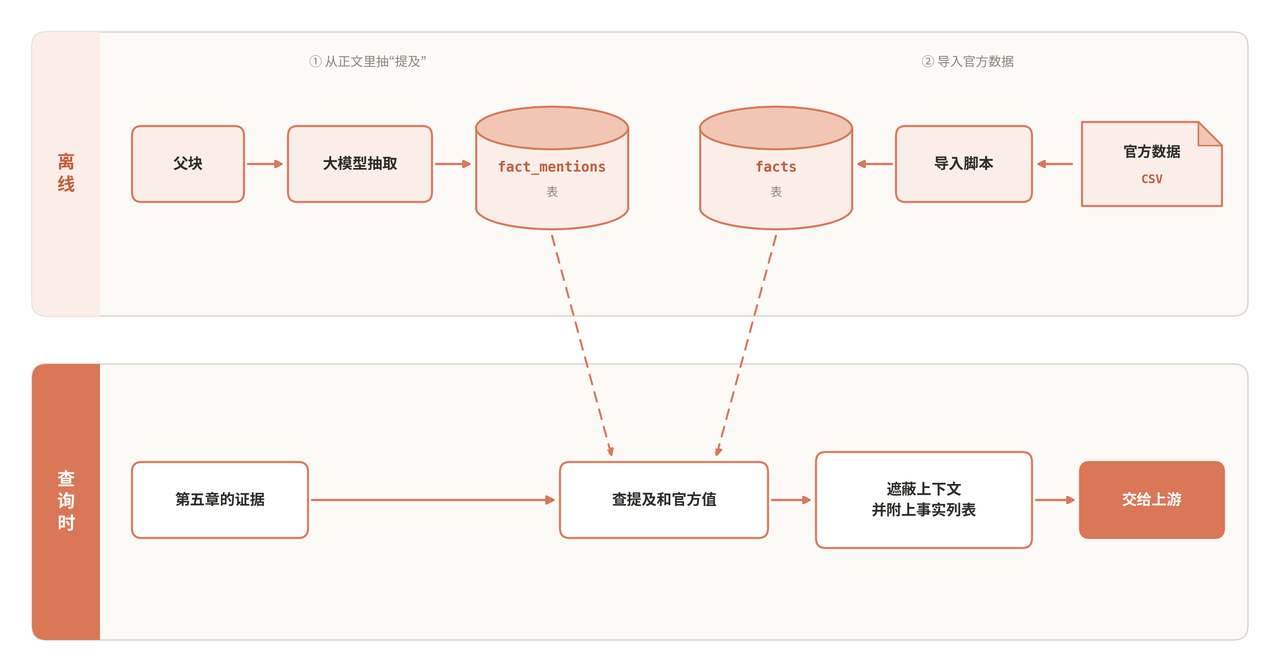 ① 从正文里抽“提及”
② 导入官方数据
离
线
父块
大模型抽取
fact_mentions
表
facts
表
导入脚本
官方数据
CSV
查
询
时
第五章的证据
查提及和官方值
遮蔽上下文
并附上事实列表
交给上游